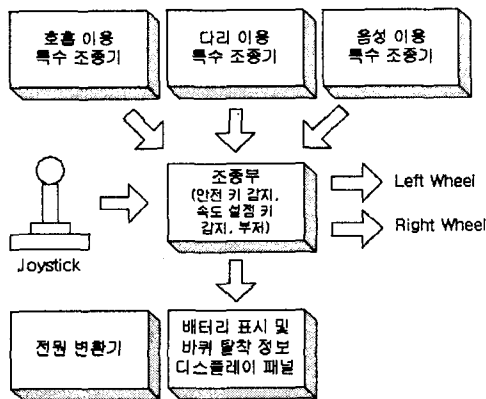 호흡 이용
특수 조종기
다리 이용
특수 조종기
음성 이용
특수 조종기
조종부
(안전 키 감지,
속도 설정 키
감지, 부저)
Left Wheel
Right Wheel
Joystick
전원 변환기
배터리 표시 및
바퀴 탈착 정보
디스플레이 패널